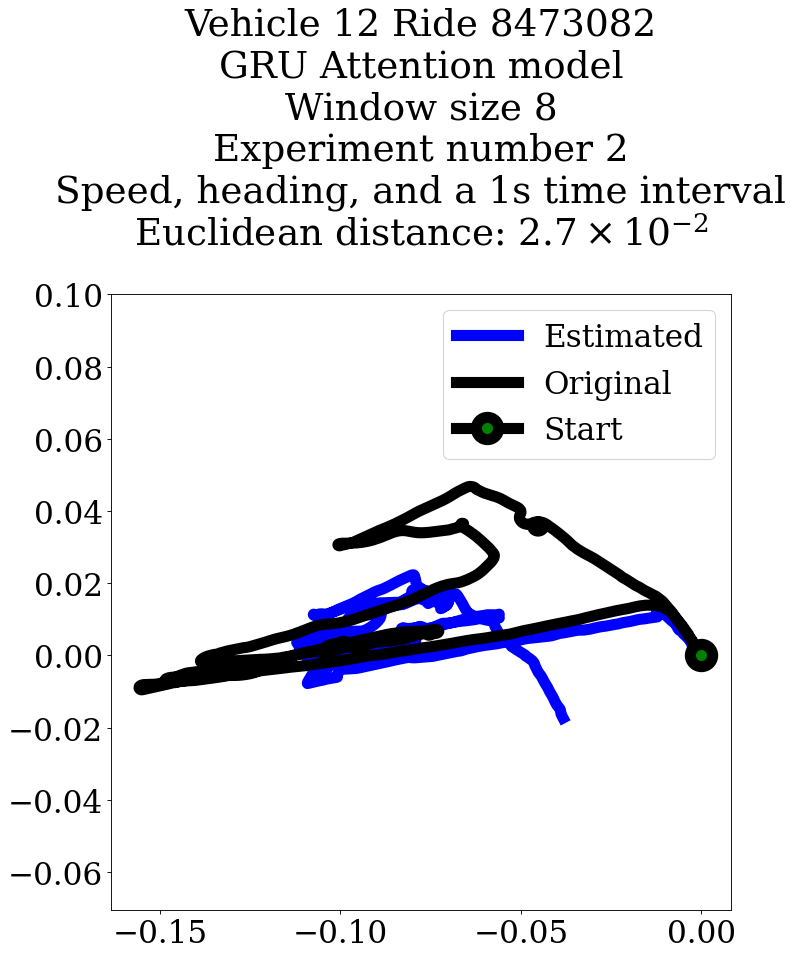 Vehicle 12 Ride 8473082
GRU Attention model
Window size 8
Experiment number 2
Speed, heading, and a 1s time interval
Euclidean distance: 2.7 × 10⁻²
0.10
0.08
0.06
0.04
0.02
0.00
−0.02
−0.04
−0.06
Estimated
Original
Start
−0.15
−0.10
−0.05
0.00